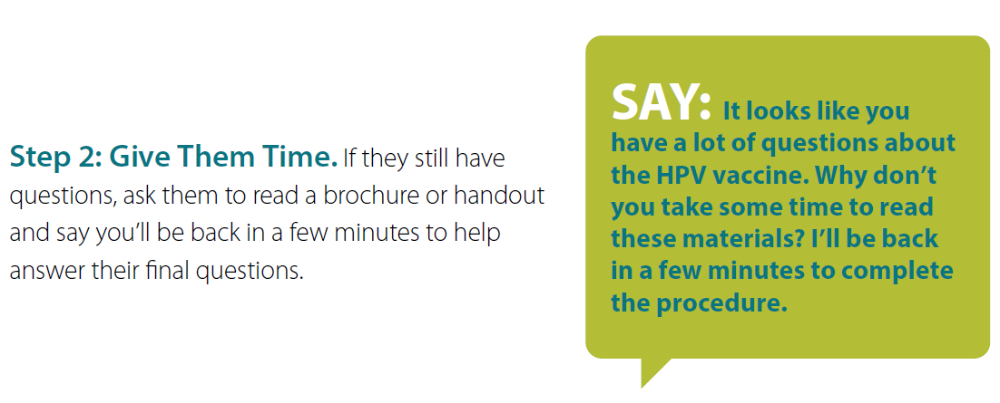 Step 2: Give Them Time. If they still have
questions, ask them to read a brochure or handout
and say you’ll be back in a few minutes to help
answer their final questions.
SAY: It looks like you
have a lot of questions about
the HPV vaccine. Why don’t
you take some time to read
these materials? I’ll be back
in a few minutes to complete
the procedure.